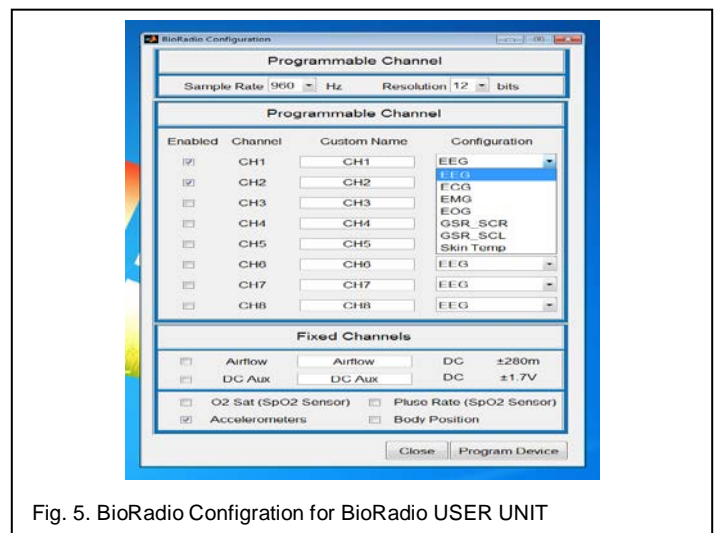 BioRadio Configuration
Programmable Channel
Sample Rate 960 Hz Resolution 12 bits
Programmable Channel
Enabled Channel Custom Name Configuration
CH1 CH1 EEG
EEG
CH2 CH2 ECG
EMG
CH3 CH3
EOG
CH4 CH4 GSR_SCR
GSR_SCL
CH5 CH5 Skin Temp
CH6 CH6 EEG
CH7 CH7 EEG
CH8 CH8 EEG
Fixed Channels
Airflow Airflow DC ±280m
DC Aux DC Aux DC ±1.7V
O2 Sat (SpO2 Sensor) Pluse Rate (SpO2 Sensor)
Accelerometers Body Position
Close Program Device
Fig. 5. BioRadio Configration for BioRadio USER UNIT